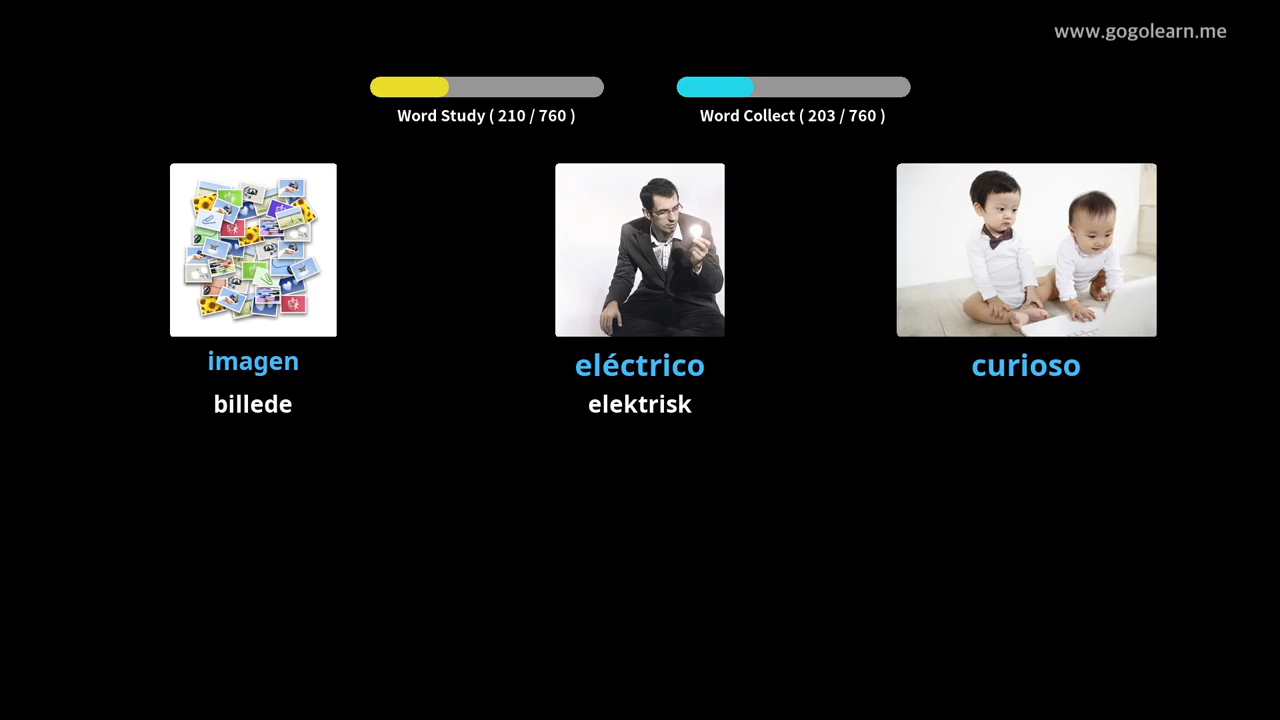 www.gogolearn.me
Word Study ( 210 / 760 )
Word Collect ( 203 / 760 )
imagen
eléctrico
curioso
billede
elektrisk